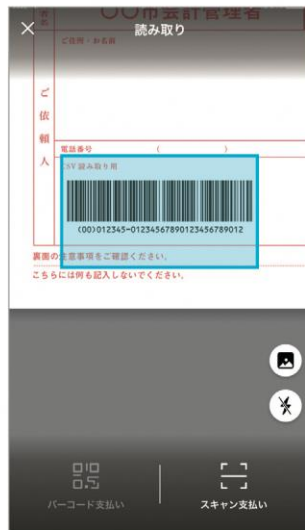 〇〇市会計管理者
読み取り
ご住所・お名前
ご依頼人
電話番号 ( )
CSV 読み取り用
(00)012345-01234567890123456789012
裏面の注意事項をご確認ください。
こちらには何も記入しないでください。
バーコード支払い
スキャン支払い